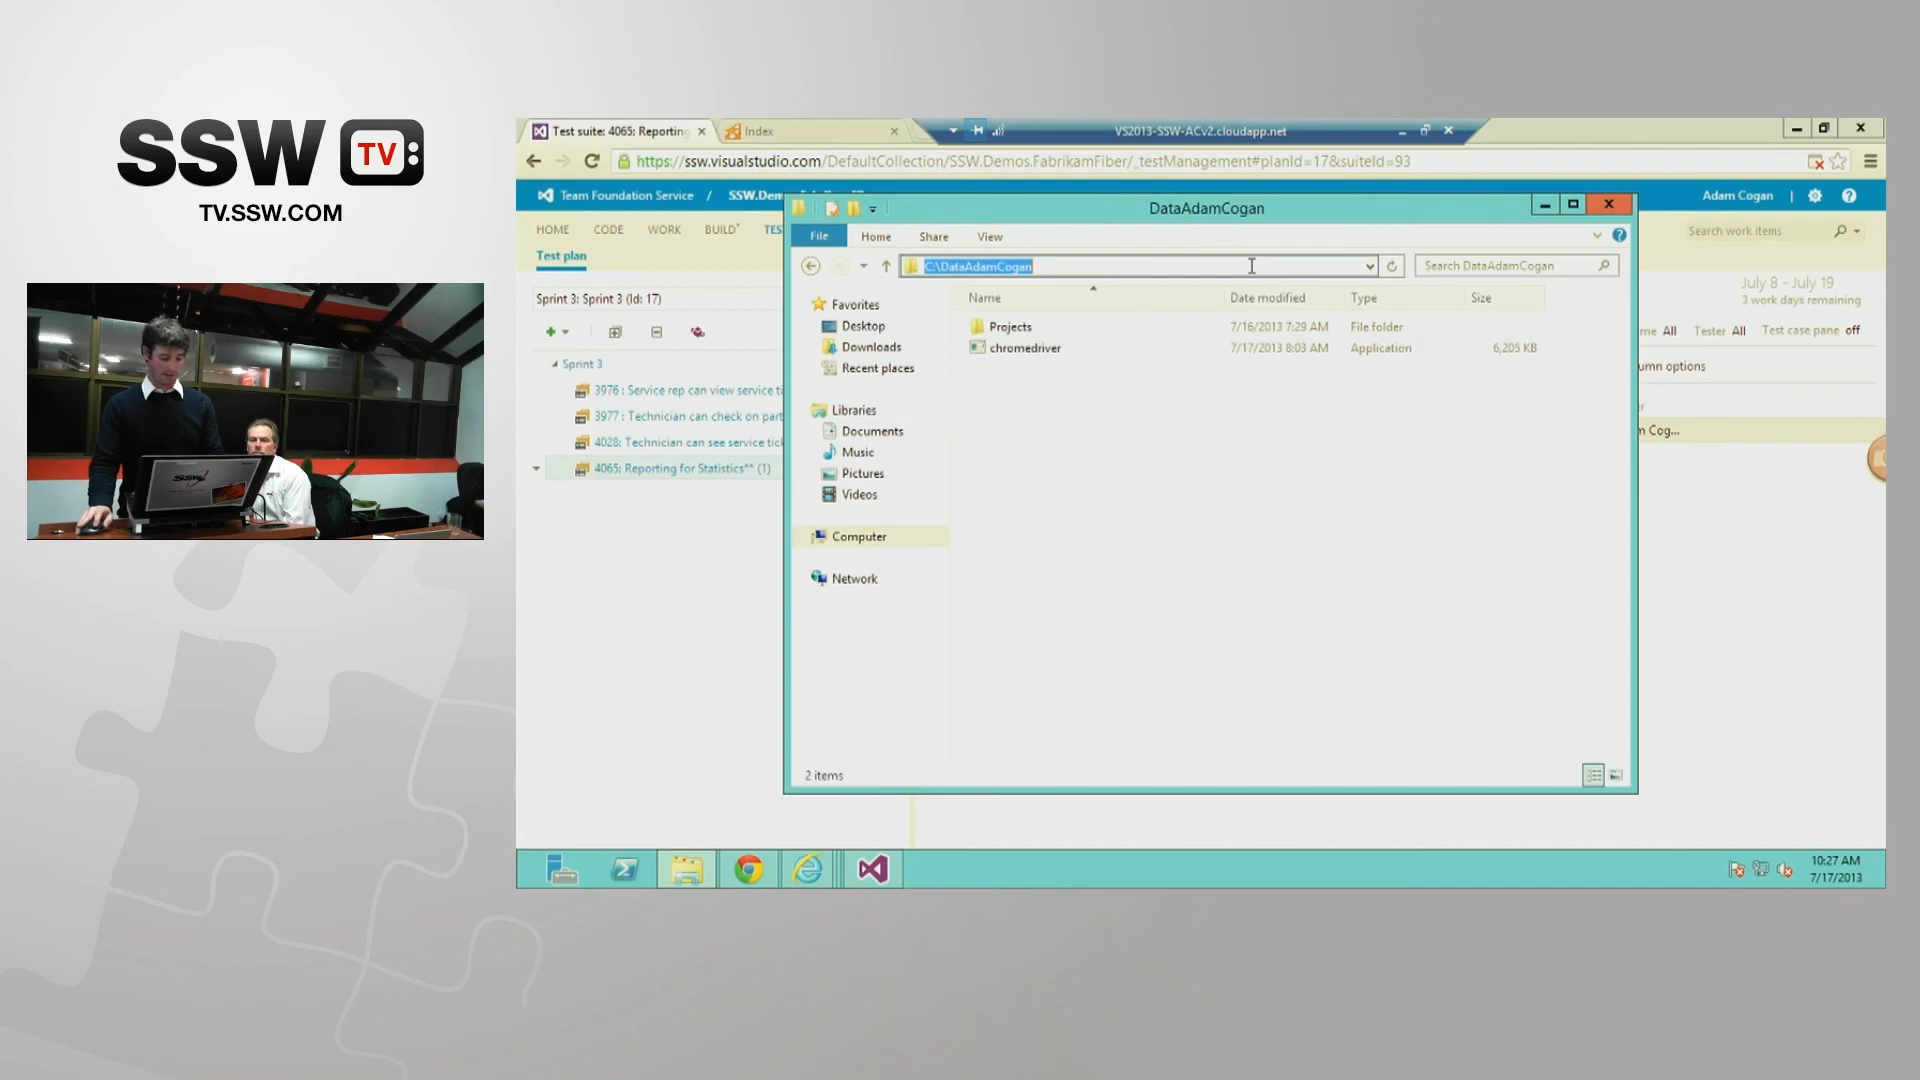 SSW TV:
TV.SSW.COM
Test suite: 4065: Reporting
Index
VS2013-SSW-ACv2.cloudapp.net
https://ssw.visualstudio.com/DefaultCollection/SSW.Demos.FabrikamFiber/_testManagement#planId=17&suiteId=93
Team Foundation Service / SSW.Dem
Adam Cogan
HOME CODE WORK BUILD TES
Search work items
Test plan
Sprint 3: Sprint 3 (Id: 17)
July 8 - July 19
3 work days remaining
me All Tester All Test case pane off
umn options
Sprint 3
3976 : Service rep can view service ti
3977 : Technician can check on part
4028: Technician can see service tick
4065: Reporting for Statistics** (1)
m Cog...
DataAdamCogan
File Home Share View
C:\DataAdamCogan
Search DataAdamCogan
Name Date modified Type Size
Projects 7/16/2013 7:29 AM File folder
chromedriver 7/17/2013 8:03 AM Application 6,205 KB
Favorites
Desktop
Downloads
Recent places
Libraries
Documents
Music
Pictures
Videos
Computer
Network
2 items
10:27 AM
7/17/2013
SSW